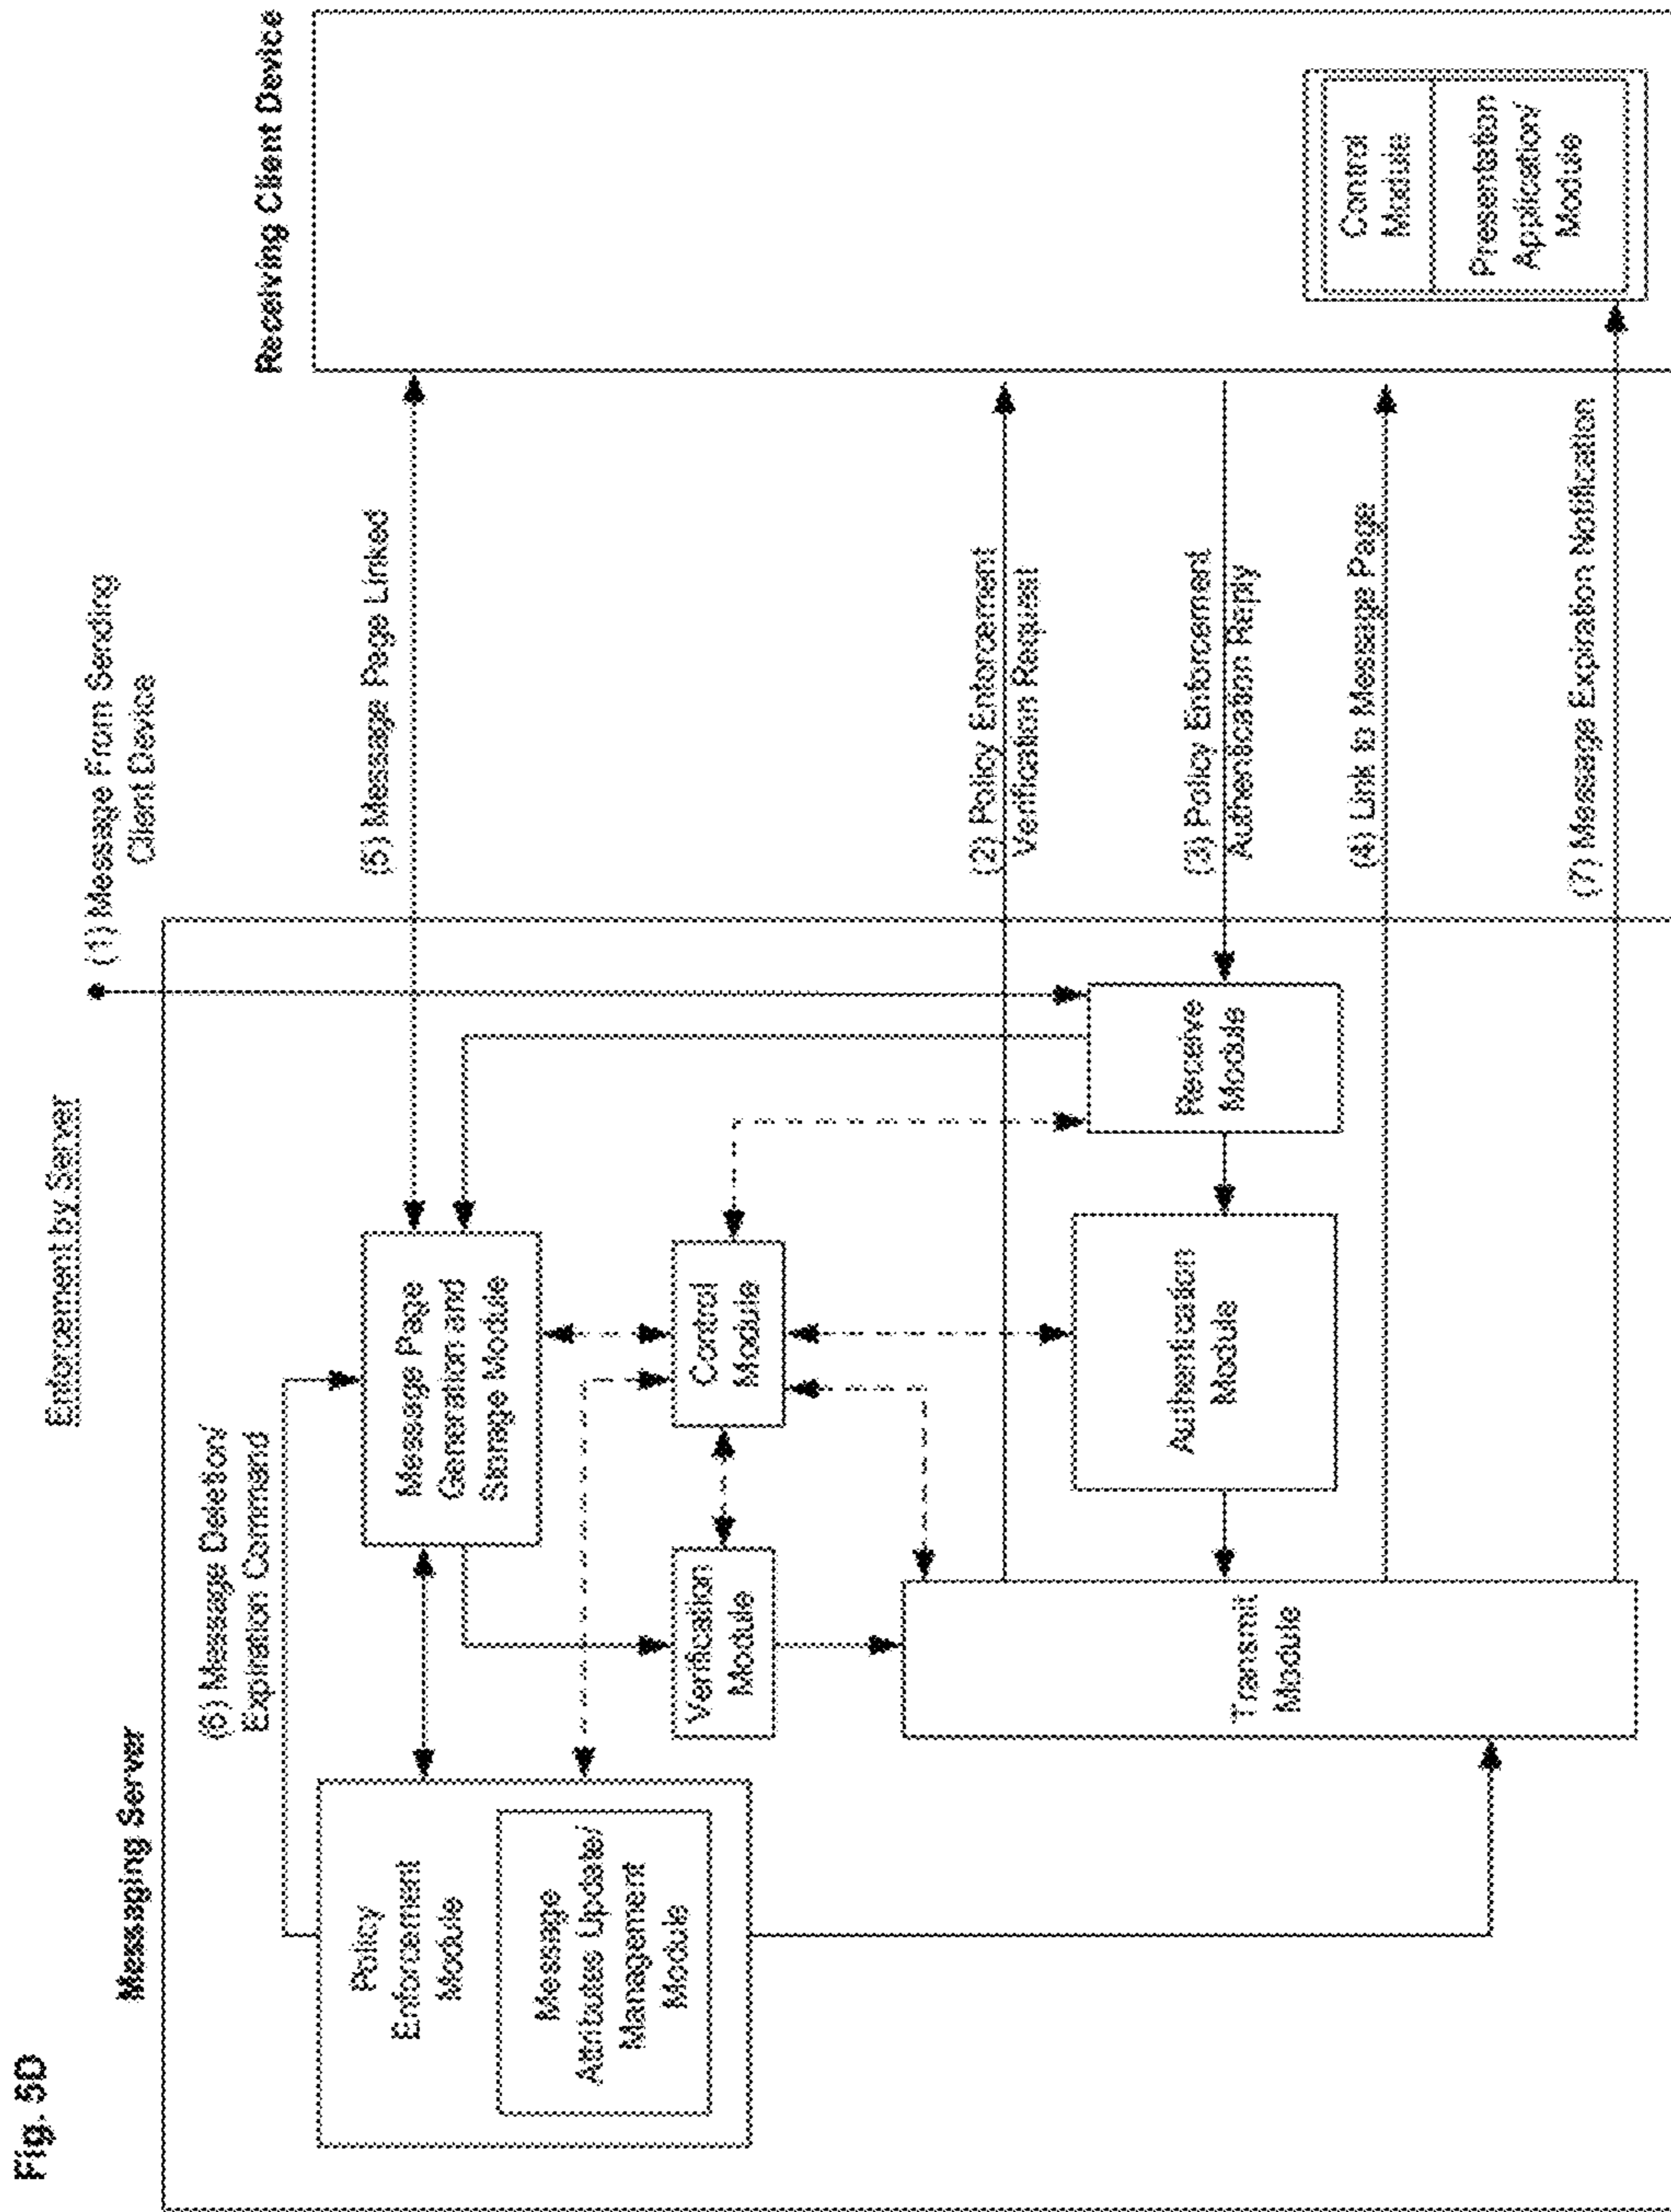 Fig. 5D
Enforcement by Server
Messaging Server
(1) Message From Sending
Client Device
Receiving Client Device
(6) Message Deletion/
Expiration Command
(5) Message Page Linked
Policy
Enforcement
Module
Message
Attributes Update/
Management
Module
Message Page
Generation and
Storage Module
Verification
Module
Control
Module
(2) Policy Enforcement
Verification Request
Transmit
Module
Authentication
Module
Receive
Module
(3) Policy Enforcement
Authentication Reply
(4) Link to Message Page
(7) Message Expiration Notification
Control
Module
Presentation
Application/
Module